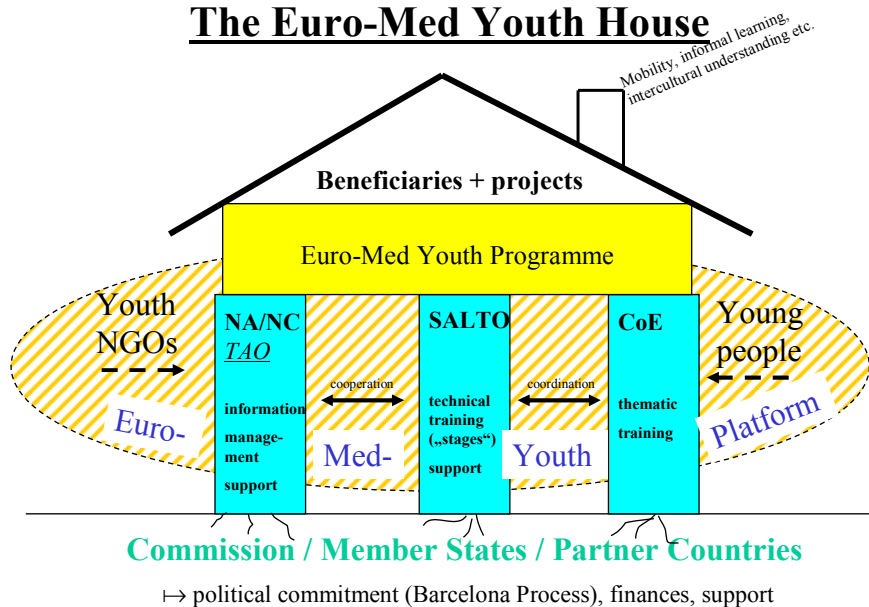 The Euro-Med Youth House
Mobility, informal learning,
intercultural understanding etc.
Beneficiaries + projects
Euro-Med Youth Programme
Youth
NGOs
NA/NC
TAO
information
manage-
ment
support
cooperation
SALTO
technical
training
(„stages“)
support
coordination
CoE
thematic
training
Young
people
Euro-
Med-
Youth
Platform
Commission / Member States / Partner Countries
↦ political commitment (Barcelona Process), finances, support